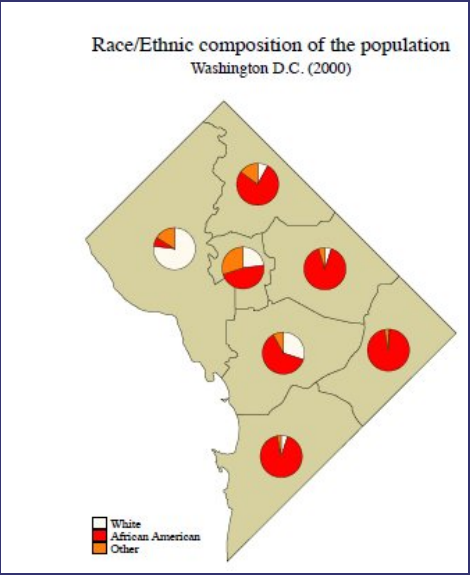 Race/Ethnic composition of the population
Washington D.C. (2000)
White
African American
Other